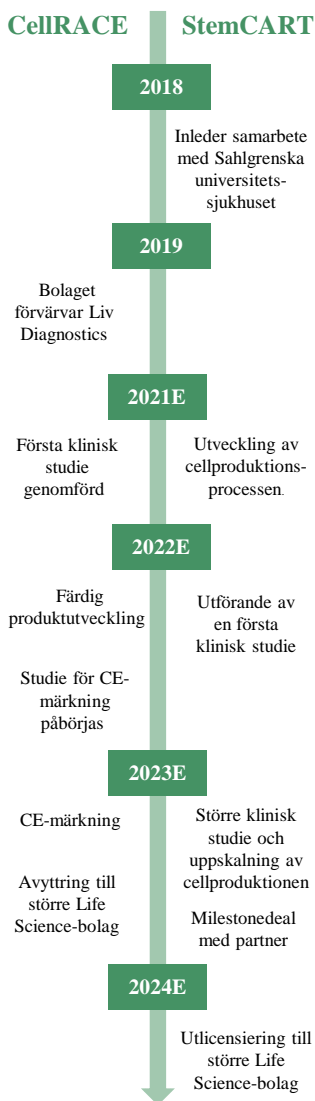 CellRACE
StemCART
2018
Inleder samarbete
med Sahlgrenska
universitets-
sjukhuset
2019
Bolaget
förvärvar Liv
Diagnostics
2021E
Första klinisk
studie
genomförd
Utveckling av
cellproduktions-
processen.
2022E
Färdig
produktutveckling
Studie för CE-
märkning
påbörjas
Utförande av
en första
klinisk studie
2023E
CE-märkning
Avyttring till
större Life
Science-bolag
Större klinisk
studie och
uppskalning av
cellproduktionen
Milestonedeal
med partner
2024E
Utlicensiering till
större Life
Science-bolag